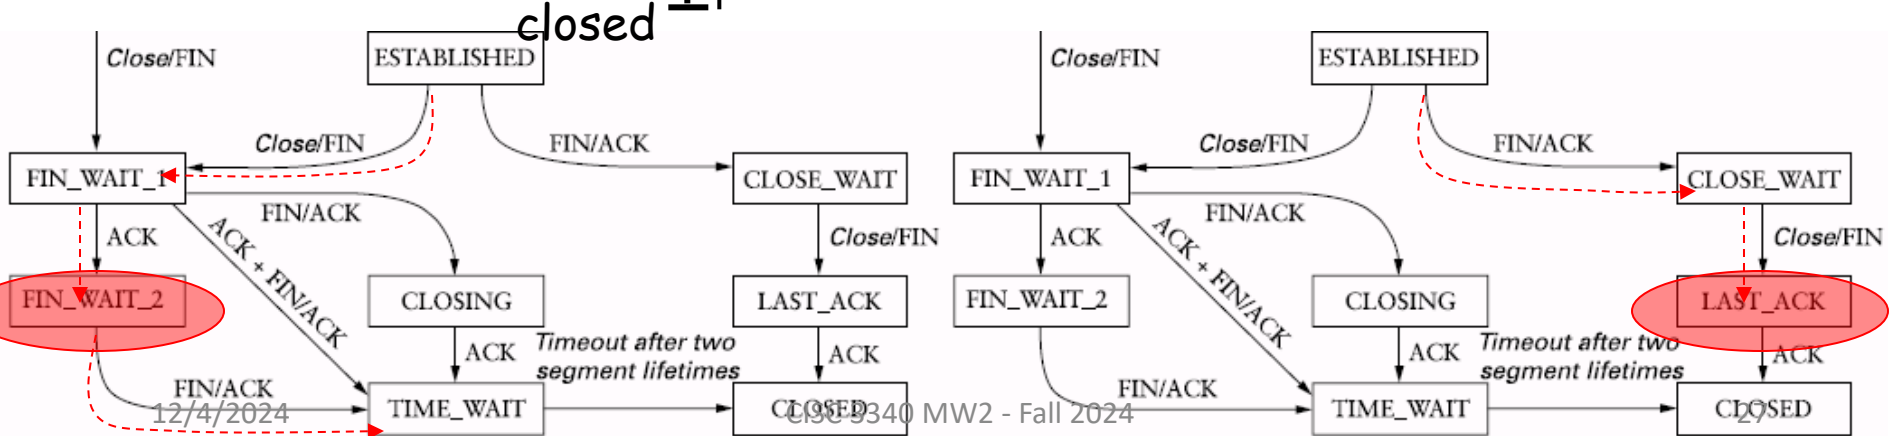 closed
Close/FIN
ESTABLISHED
Close/FIN
FIN/ACK
FIN_WAIT_1
CLOSE_WAIT
FIN/ACK
ACK
ACK + FIN/ACK
Close/FIN
FIN_WAIT_2
CLOSING
LAST_ACK
ACK
Timeout after two
segment lifetimes
ACK
FIN/ACK
TIME_WAIT
CLOSED
Close/FIN
ESTABLISHED
Close/FIN
FIN/ACK
FIN_WAIT_1
CLOSE_WAIT
FIN/ACK
ACK
ACK + FIN/ACK
Close/FIN
FIN_WAIT_2
CLOSING
LAST_ACK
ACK
Timeout after two
segment lifetimes
ACK
FIN/ACK
TIME_WAIT
CLOSED
12/4/2024
CISC 3340 MW2 - Fall 2024
27